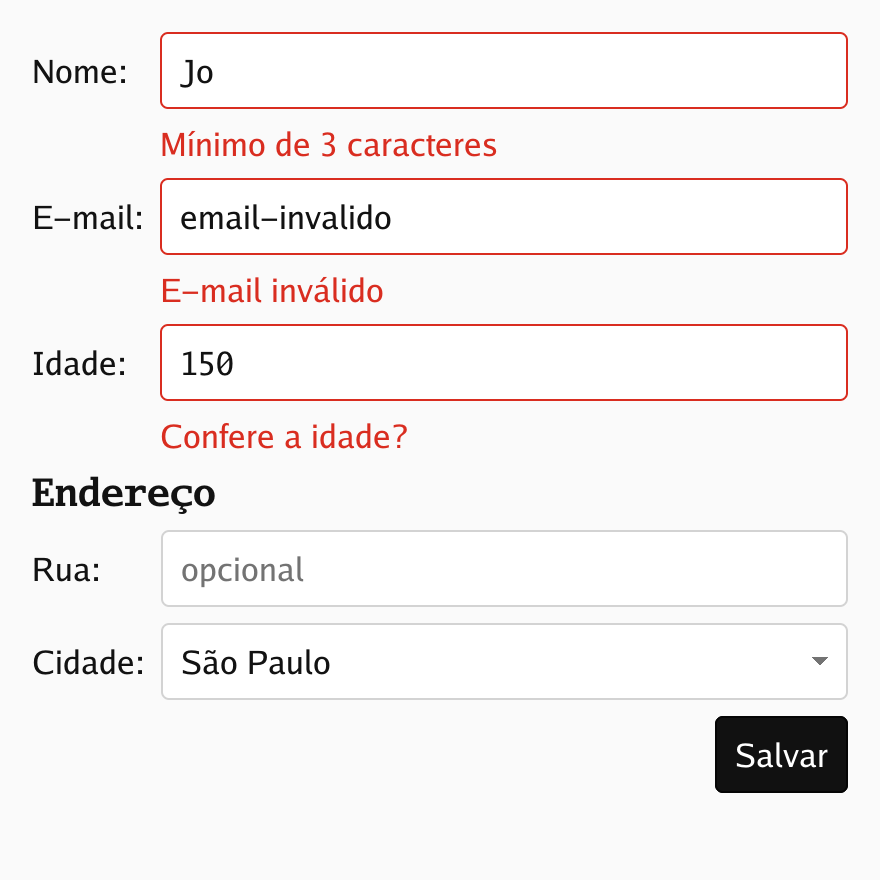 Nome: Jo
Mínimo de 3 caracteres
E-mail: email-invalido
E-mail inválido
Idade: 150
Confere a idade?
Endereço
Rua: opcional
Cidade: São Paulo
Salvar